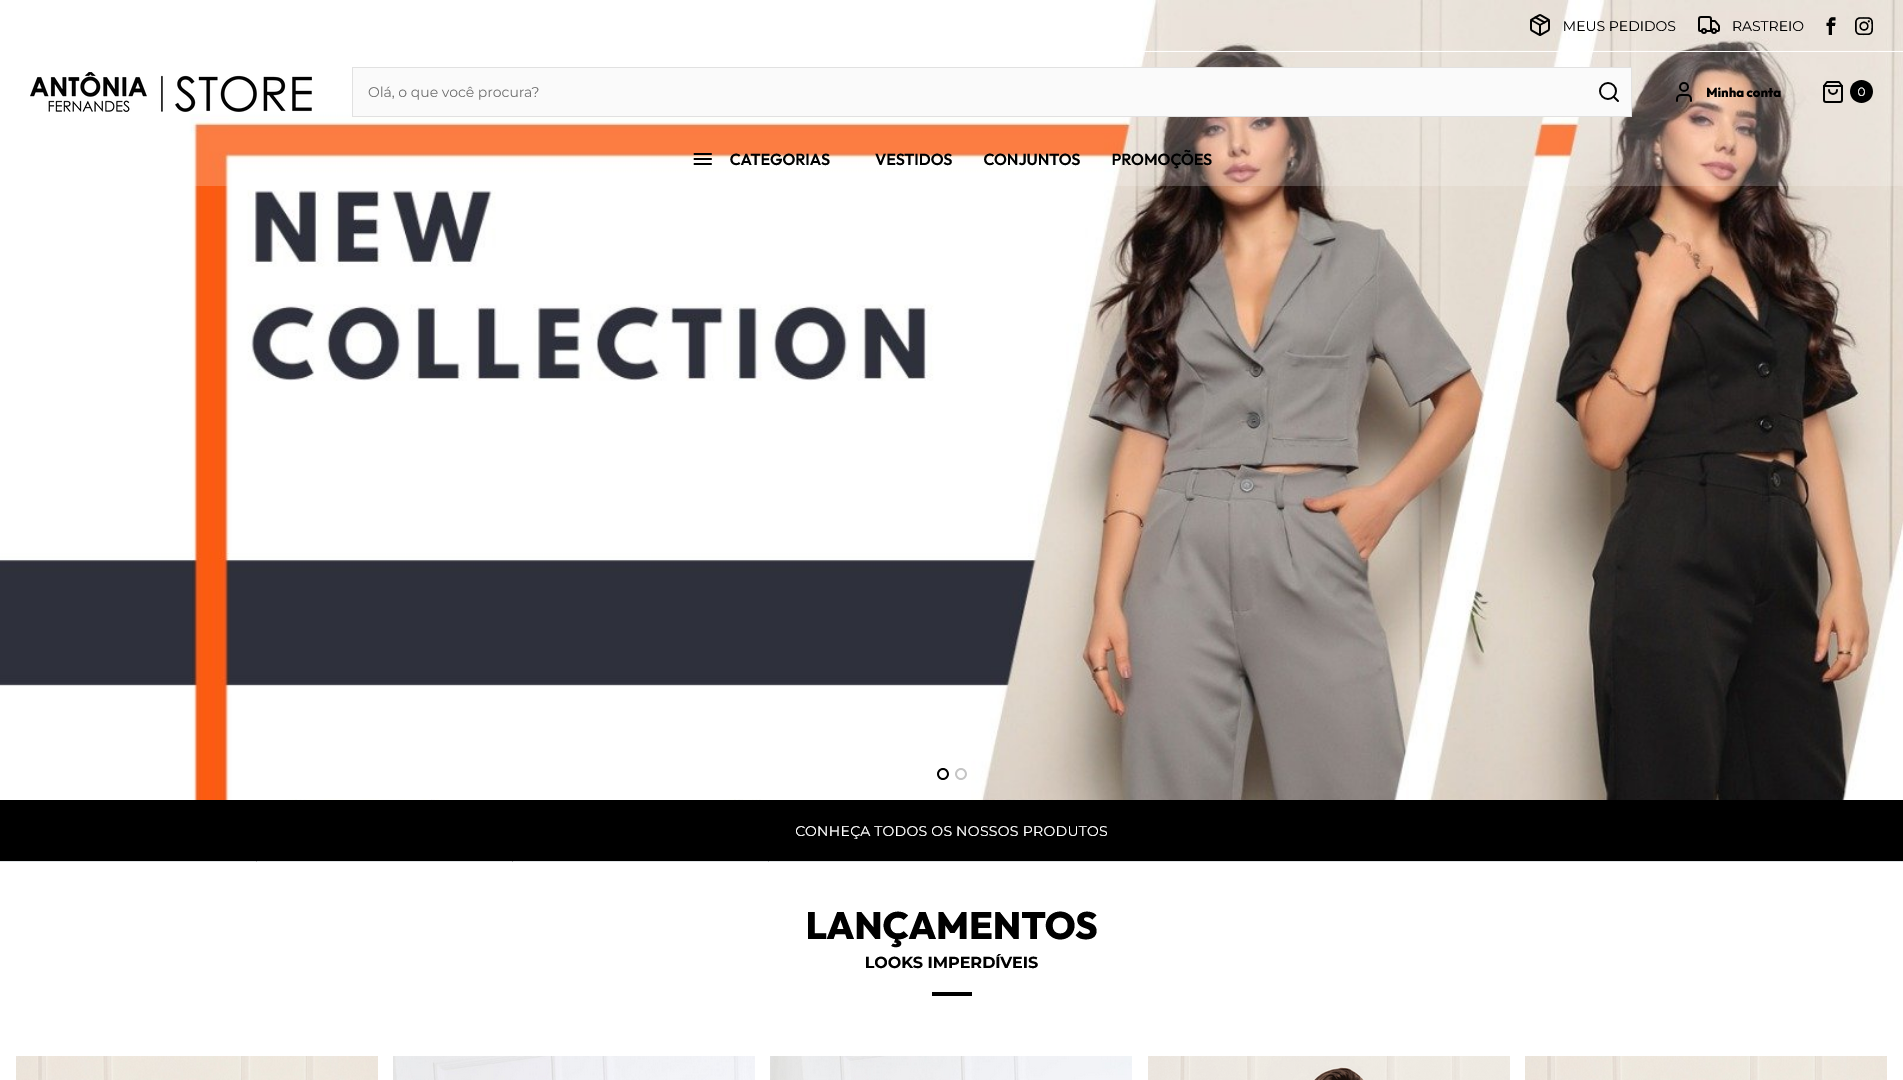 MEUS PEDIDOS
RASTREIO
ANTÔNIA
FERNANDES
STORE
Olá, o que você procura?
Minha conta
0
CATEGORIAS
VESTIDOS
CONJUNTOS
PROMOÇÕES
NEW
COLLECTION
CONHEÇA TODOS OS NOSSOS PRODUTOS
LANÇAMENTOS
LOOKS IMPERDÍVEIS